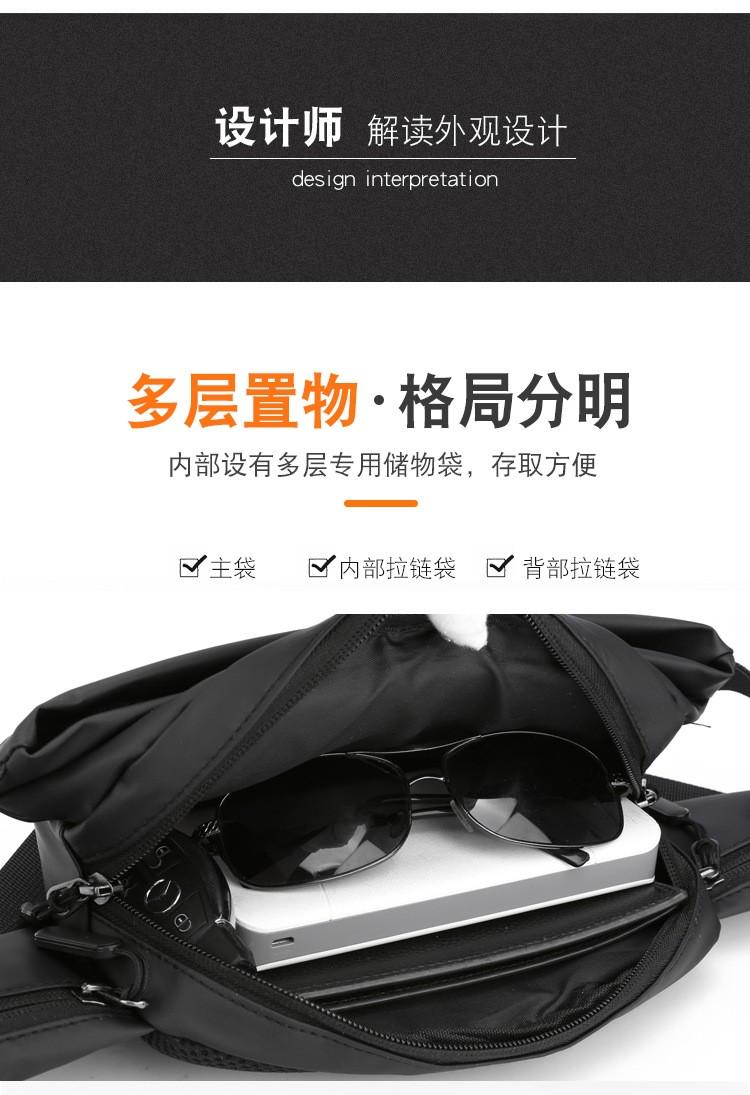 设计师 解读外观设计
design interpretation
多层置物·格局分明
内部设有多层专用储物袋，存取方便
主袋 内部拉链袋 背部拉链袋